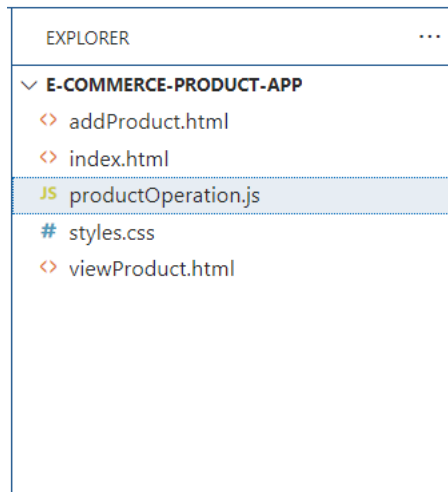 EXPLORER ...
E-COMMERCE-PRODUCT-APP
<> addProduct.html
<> index.html
JS productOperation.js
# styles.css
<> viewProduct.html